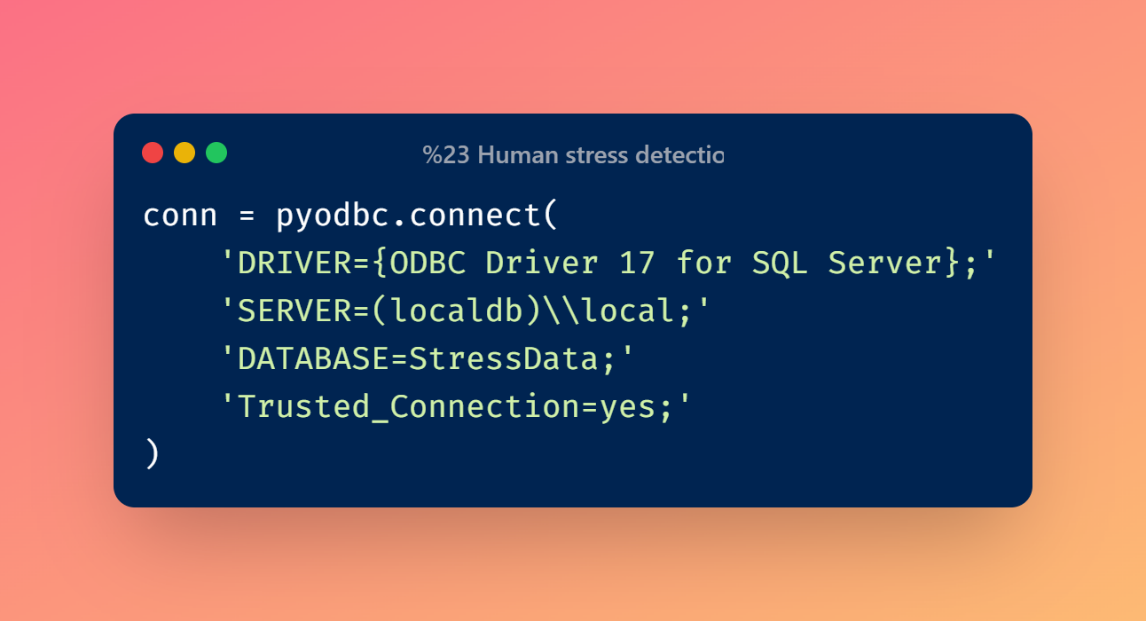 %23 Human stress detectio
conn = pyodbc.connect(
    'DRIVER={ODBC Driver 17 for SQL Server};'
    'SERVER=(localdb)\\local;'
    'DATABASE=StressData;'
    'Trusted_Connection=yes;'
)